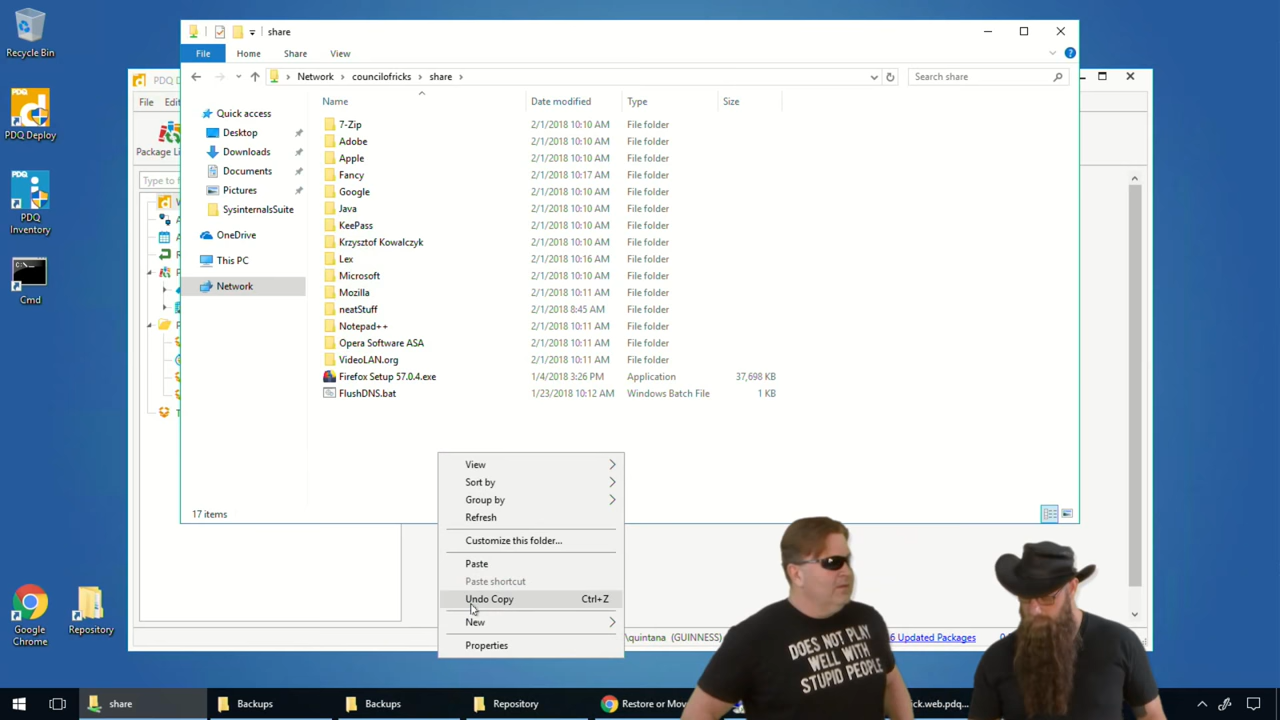 share
File
Home
Share
View
Network
councilofricks
share
Search share
Name
Date modified
Type
Size
Quick access
Desktop
Downloads
Documents
Pictures
SysinternalsSuite
OneDrive
This PC
Network
7-Zip 2/1/2018 10:10 AM File folder
Adobe 2/1/2018 10:10 AM File folder
Apple 2/1/2018 10:10 AM File folder
Fancy 2/1/2018 10:17 AM File folder
Google 2/1/2018 10:10 AM File folder
Java 2/1/2018 10:10 AM File folder
KeePass 2/1/2018 10:10 AM File folder
Krzysztof Kowalczyk 2/1/2018 10:10 AM File folder
Lex 2/1/2018 10:16 AM File folder
Microsoft 2/1/2018 10:10 AM File folder
Mozilla 2/1/2018 10:11 AM File folder
neatStuff 2/1/2018 8:45 AM File folder
Notepad++ 2/1/2018 10:11 AM File folder
Opera Software ASA 2/1/2018 10:11 AM File folder
VideoLAN.org 2/1/2018 10:11 AM File folder
Firefox Setup 57.0.4.exe 1/4/2018 3:26 PM Application 37,698 KB
FlushDNS.bat 1/23/2018 10:12 AM Windows Batch File 1 KB
17 items
View
Sort by
Group by
Refresh
Customize this folder...
Paste
Paste shortcut
Undo Copy Ctrl+Z
New
Properties
PDQ D
File Edi
Package Li
Type to f
\quintana (GUINNESS)
6 Updated Packages
Recycle Bin
PDQ Deploy
PDQ
Inventory
Cmd
Google
Chrome
Repository
DOES NOT PLAY
WELL WITH
STUPID PEOPLE
share
Backups
Backups
Repository
Restore or Mov
ick.web.pdq...